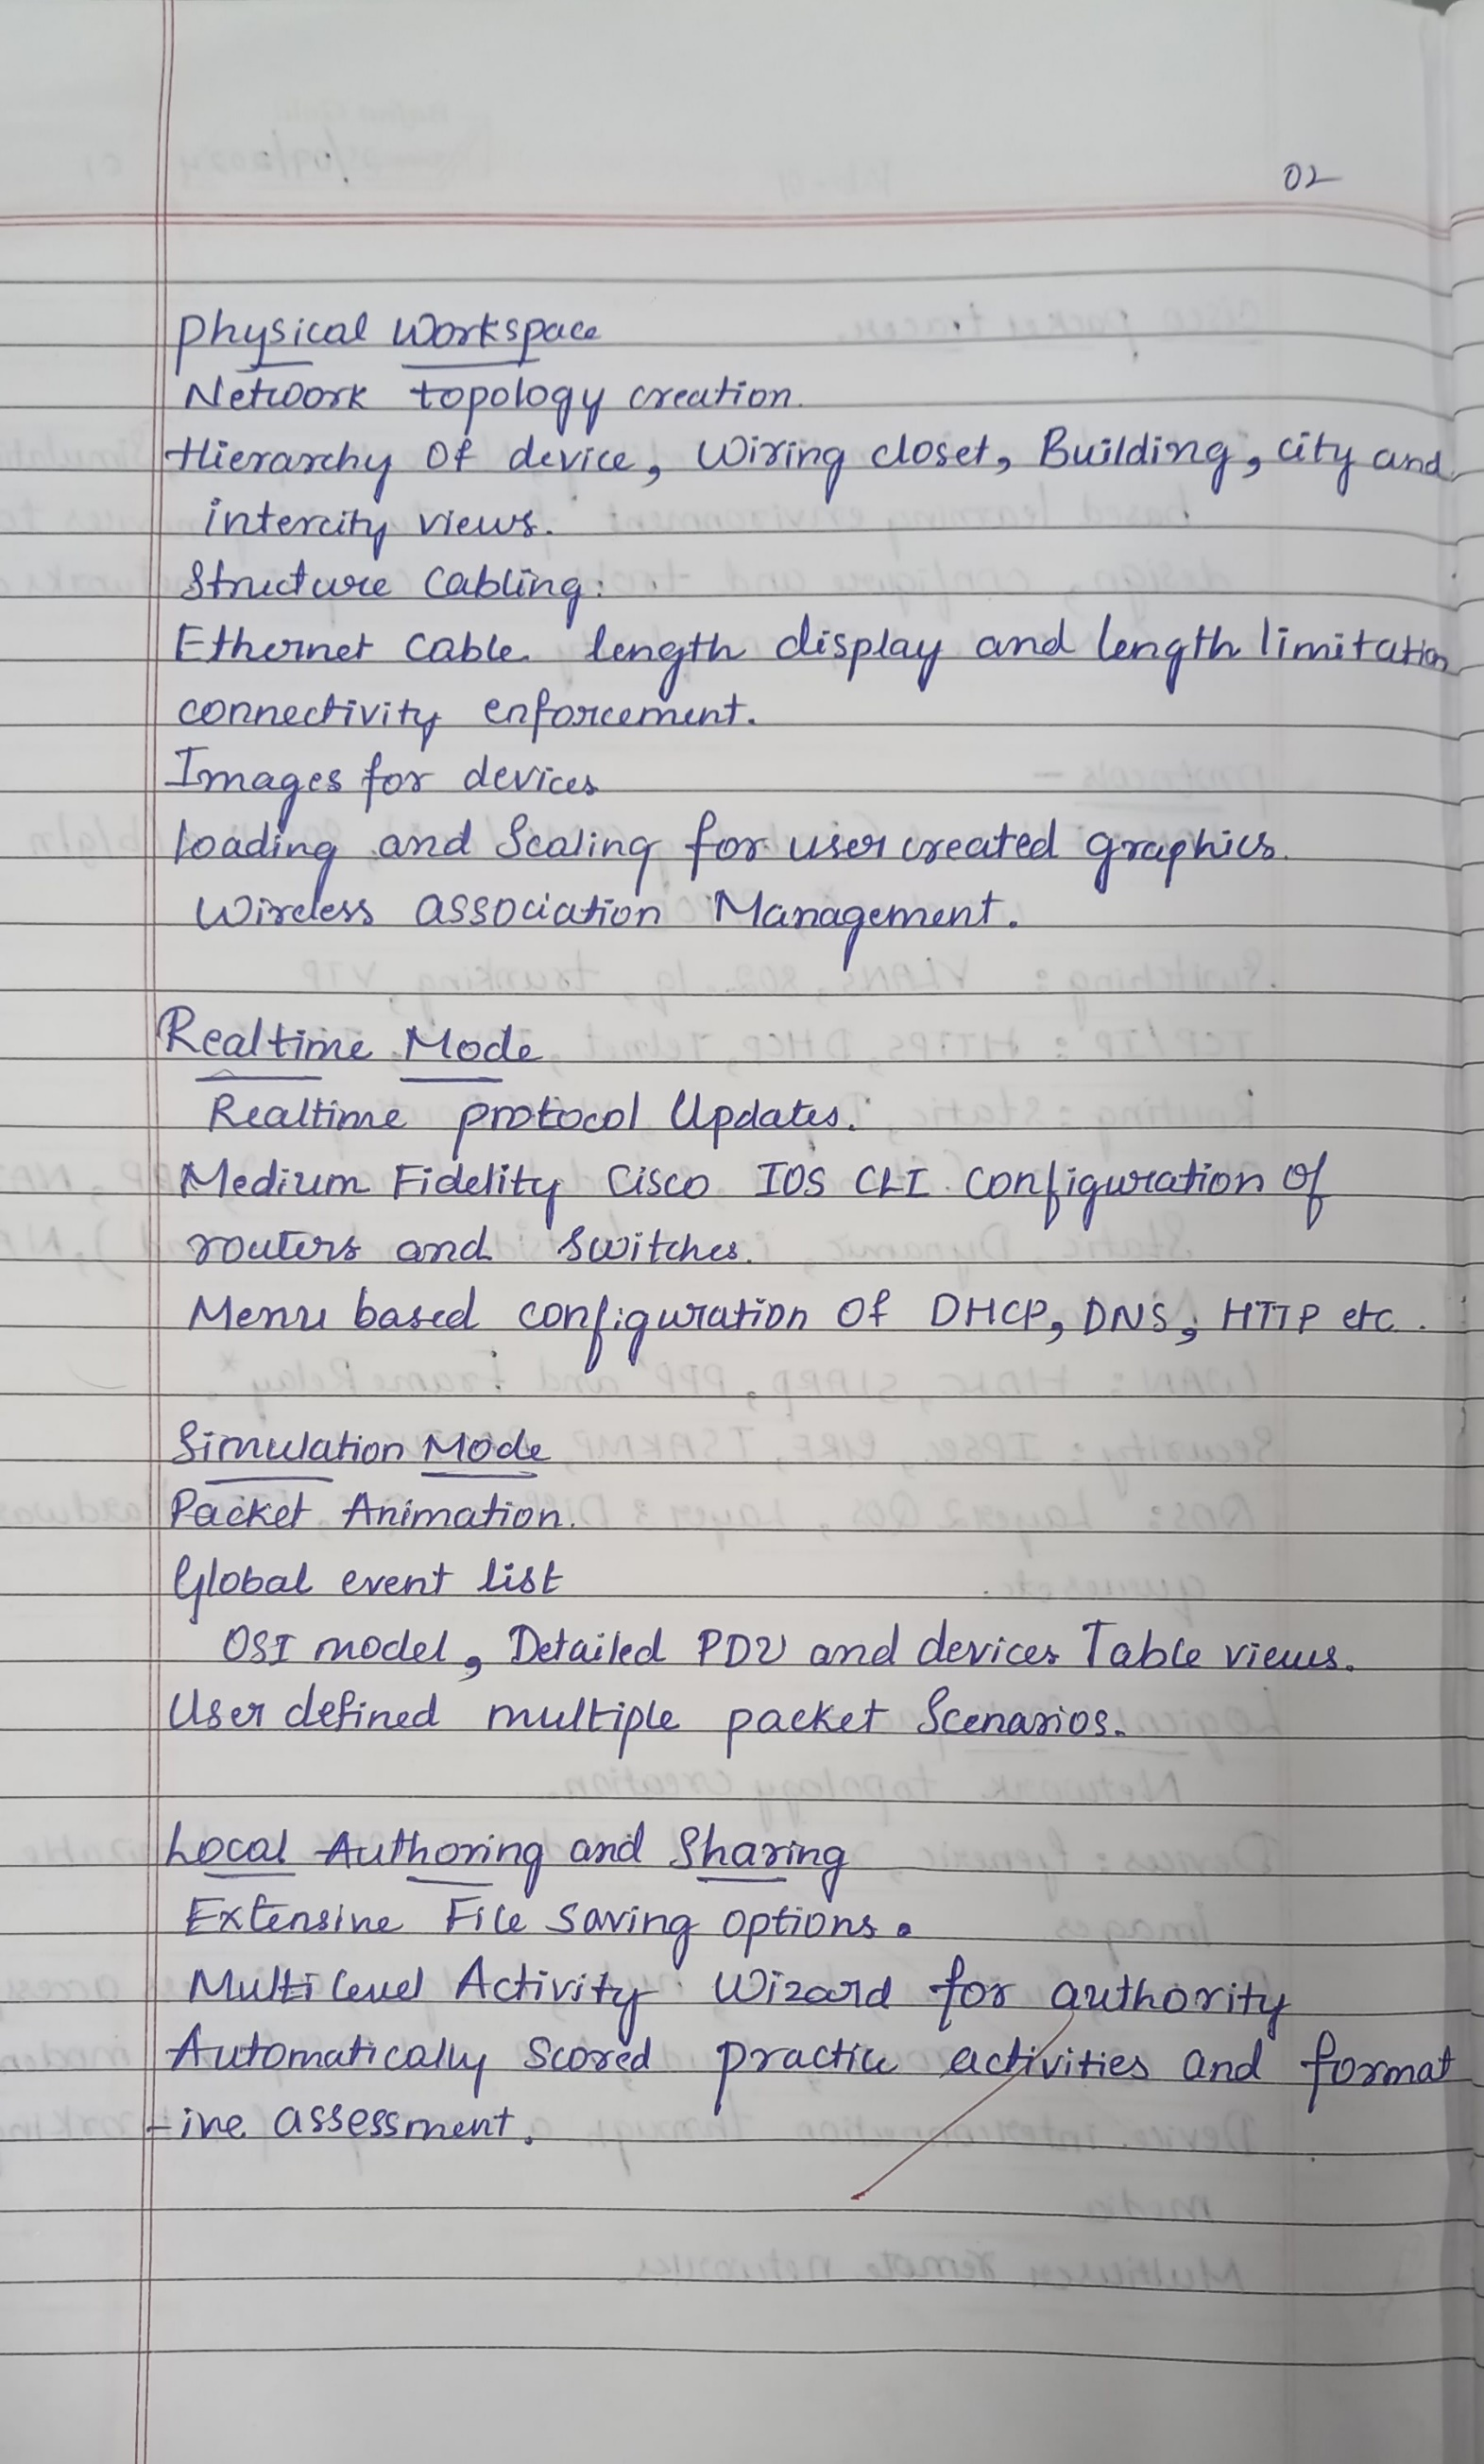 02
Physical Workspace
Network topology creation.
Hierarchy Of device, Wiring closet, Building, city and
intercity views.
Structure Cabling.
Ethernet Cable length display and length limitation
connectivity enforcement.
Images for devices
Loading and Scaling for user created graphics.
Wireless association Management.
Realtime Mode
Realtime protocol Updates.
Medium Fidelity Cisco IOS CLI Configuration of
routers and switches.
Menu based configuration Of DHCP, DNS, HTTP etc.
Simulation Mode
Packet Animation.
Global event list
OSI model, Detailed PDU and devices Table views.
User defined multiple packet Scenarios.
Local Authoring and Sharing
Extensive File Saving options.
Multilevel Activity Wizard for authority
Automatically Scored practice activities and format
-ive assessment.